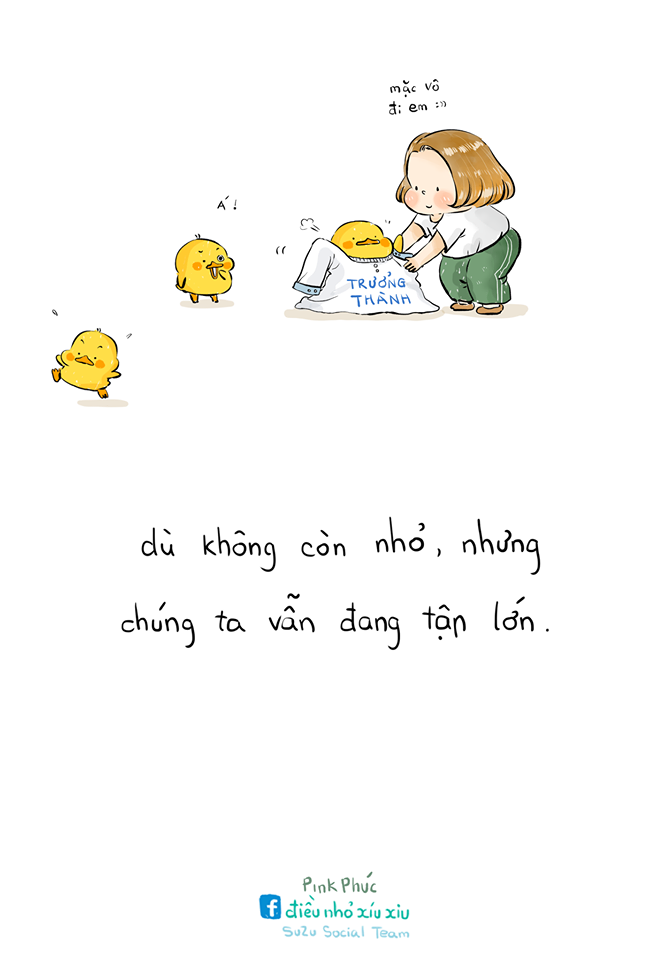 mặc vô
đi em :))
Á!
TRƯỞNG
THÀNH
dù không còn nhỏ, nhưng
chúng ta vẫn đang tập lớn.
Pink Phúc
f điều nhỏ xíu xiu
SUZU Social Team